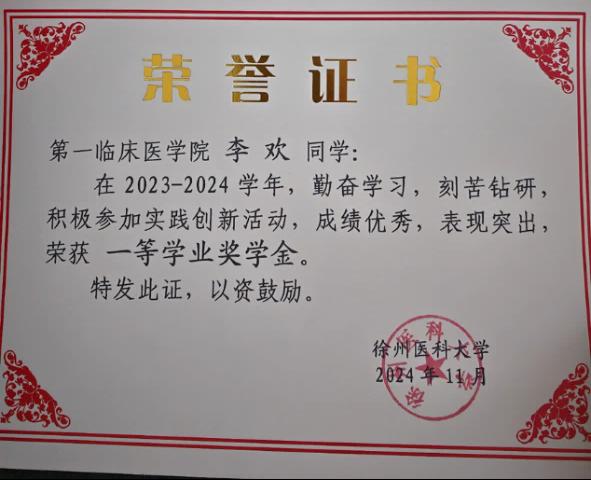 荣誉证书
第一临床医学院 李欢 同学:
在 2023-2024 学年，勤奋学习，刻苦钻研，
积极参加实践创新活动，成绩优秀，表现突出，
荣获 一等学业奖学金。
特发此证，以资鼓励。
徐州医科大学
2024 年 11 月